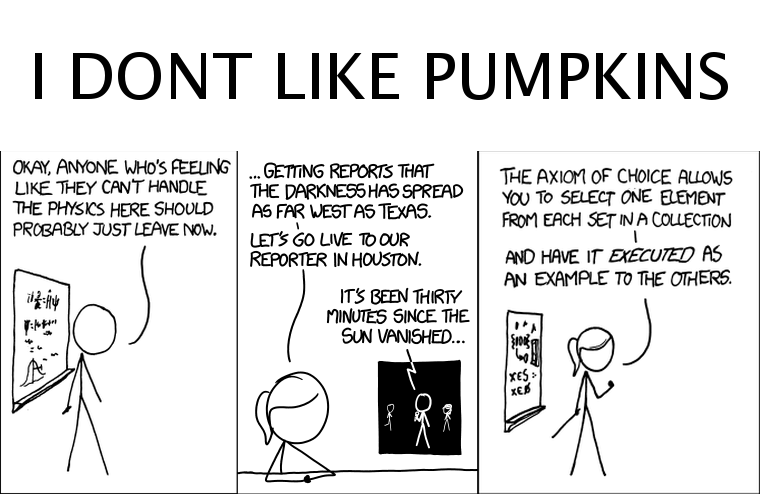 I DONT LIKE PUMPKINS
OKAY, ANYONE WHO'S FEELING
LIKE THEY CAN'T HANDLE
THE PHYSICS HERE SHOULD
PROBABLY JUST LEAVE NOW.
... GETTING REPORTS THAT
THE DARKNESS HAS SPREAD
AS FAR WEST AS TEXAS.
LET'S GO LIVE TO OUR
REPORTER IN HOUSTON.
IT'S BEEN THIRTY
MINUTES SINCE THE
SUN VANISHED...
THE AXIOM OF CHOICE ALLOWS
YOU TO SELECT ONE ELEMENT
FROM EACH SET IN A COLLECTION
AND HAVE IT EXECUTED AS
AN EXAMPLE TO THE OTHERS.